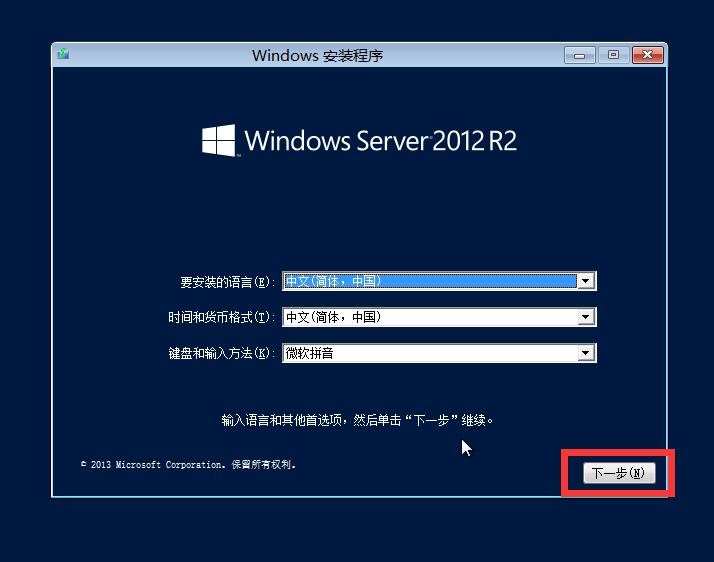 Windows 安装程序
Windows Server 2012 R2
要安装的语言(E): 中文(简体，中国)
时间和货币格式(T): 中文(简体，中国)
键盘和输入方法(K): 微软拼音
输入语言和其他首选项，然后单击“下一步”继续。
© 2013 Microsoft Corporation. 保留所有权利。
下一步(N)